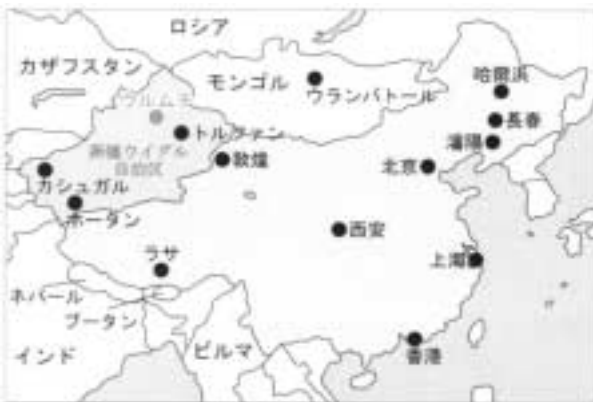 ロシア
カザフスタン
モンゴル
哈爾浜
ウルムチ
ウランバトール
長春
トルファン
瀋陽
新疆ウイグル
自治区
敦煌
北京
カシュガル
ホータン
西安
ラサ
上海
ネパール
ブータン
インド
ビルマ
香港